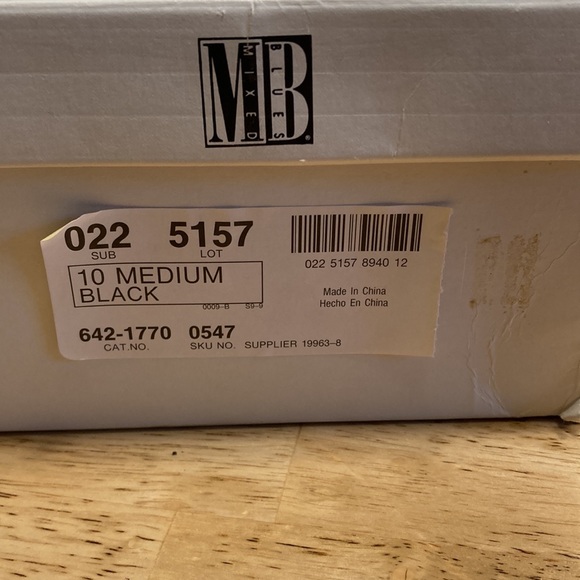 MB
MIXED
BLUES
022 5157
SUB LOT
10 MEDIUM
BLACK
0009-B S9-9
642-1770 0547
CAT.NO. SKU NO. SUPPLIER 19963-8
022 5157 8940 12
Made In China
Hecho En China